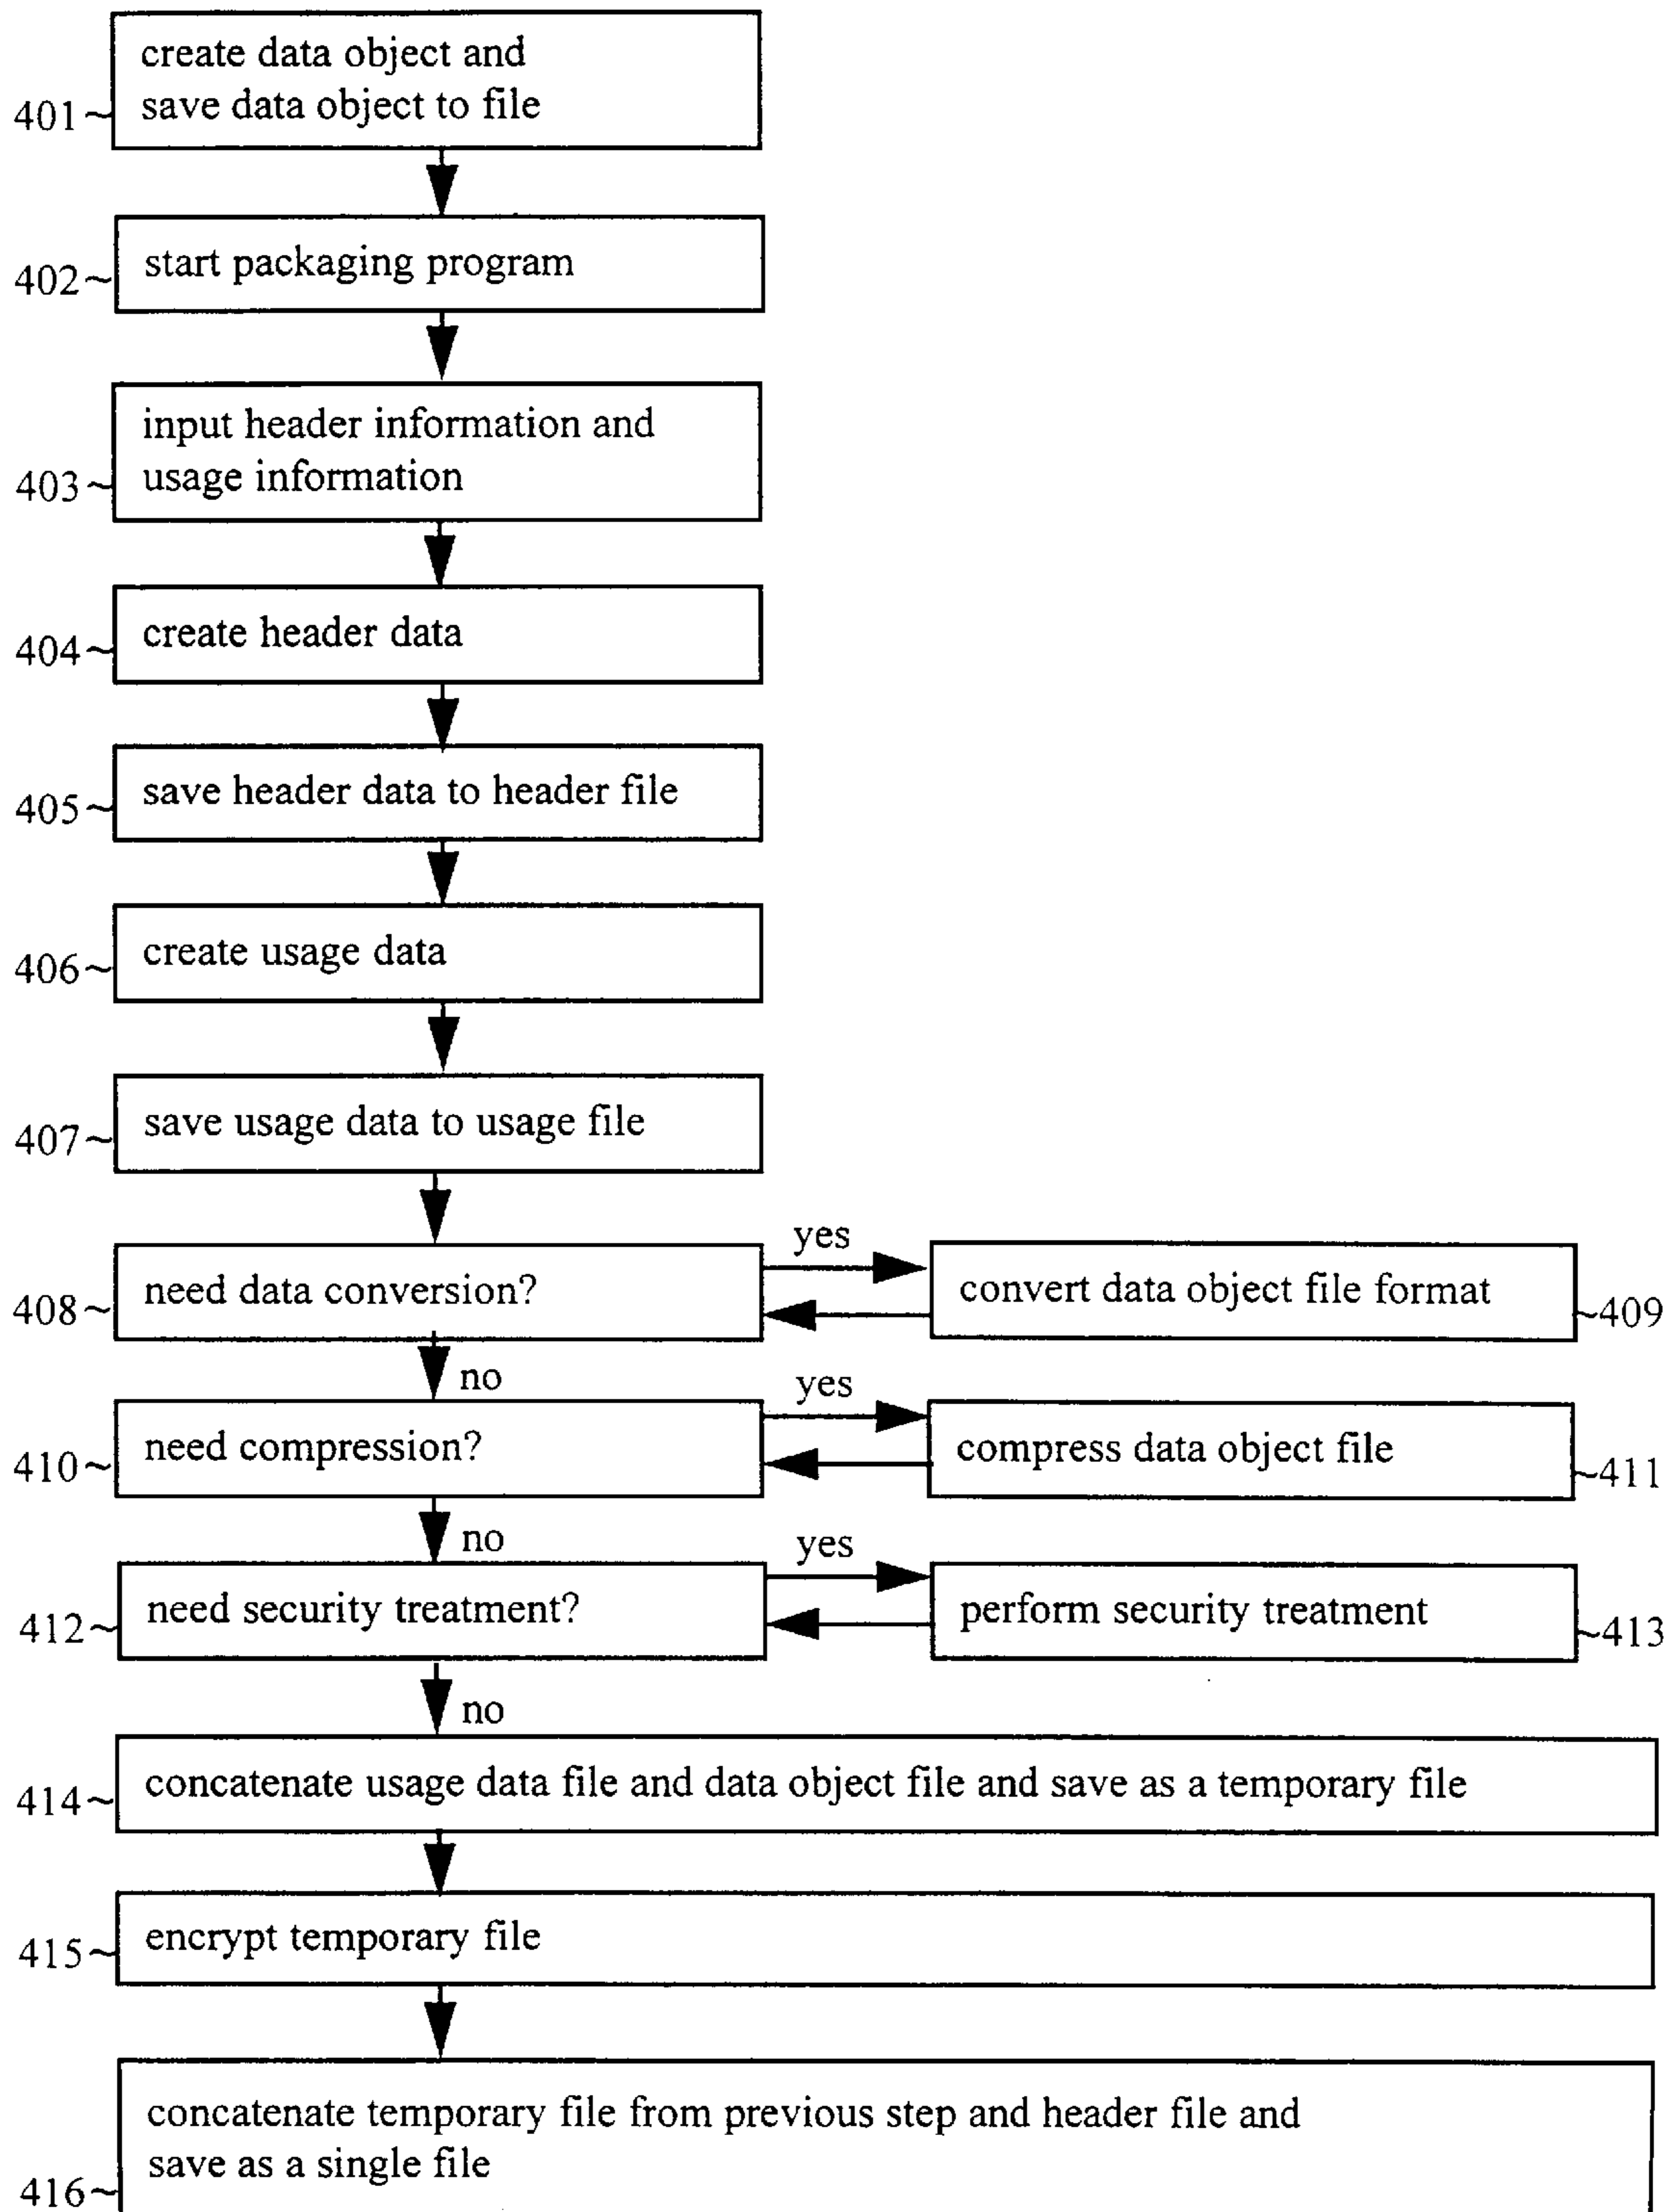 create data object and
save data object to file
401~
start packaging program
402~
input header information and
usage information
403~
create header data
404~
save header data to header file
405~
create usage data
406~
save usage data to usage file
407~
yes
need data conversion?
408~
convert data object file format
~409
no
yes
need compression?
410~
compress data object file
~411
no
yes
need security treatment?
412~
perform security treatment
~413
no
concatenate usage data file and data object file and save as a temporary file
414~
encrypt temporary file
415~
concatenate temporary file from previous step and header file and
save as a single file
416~